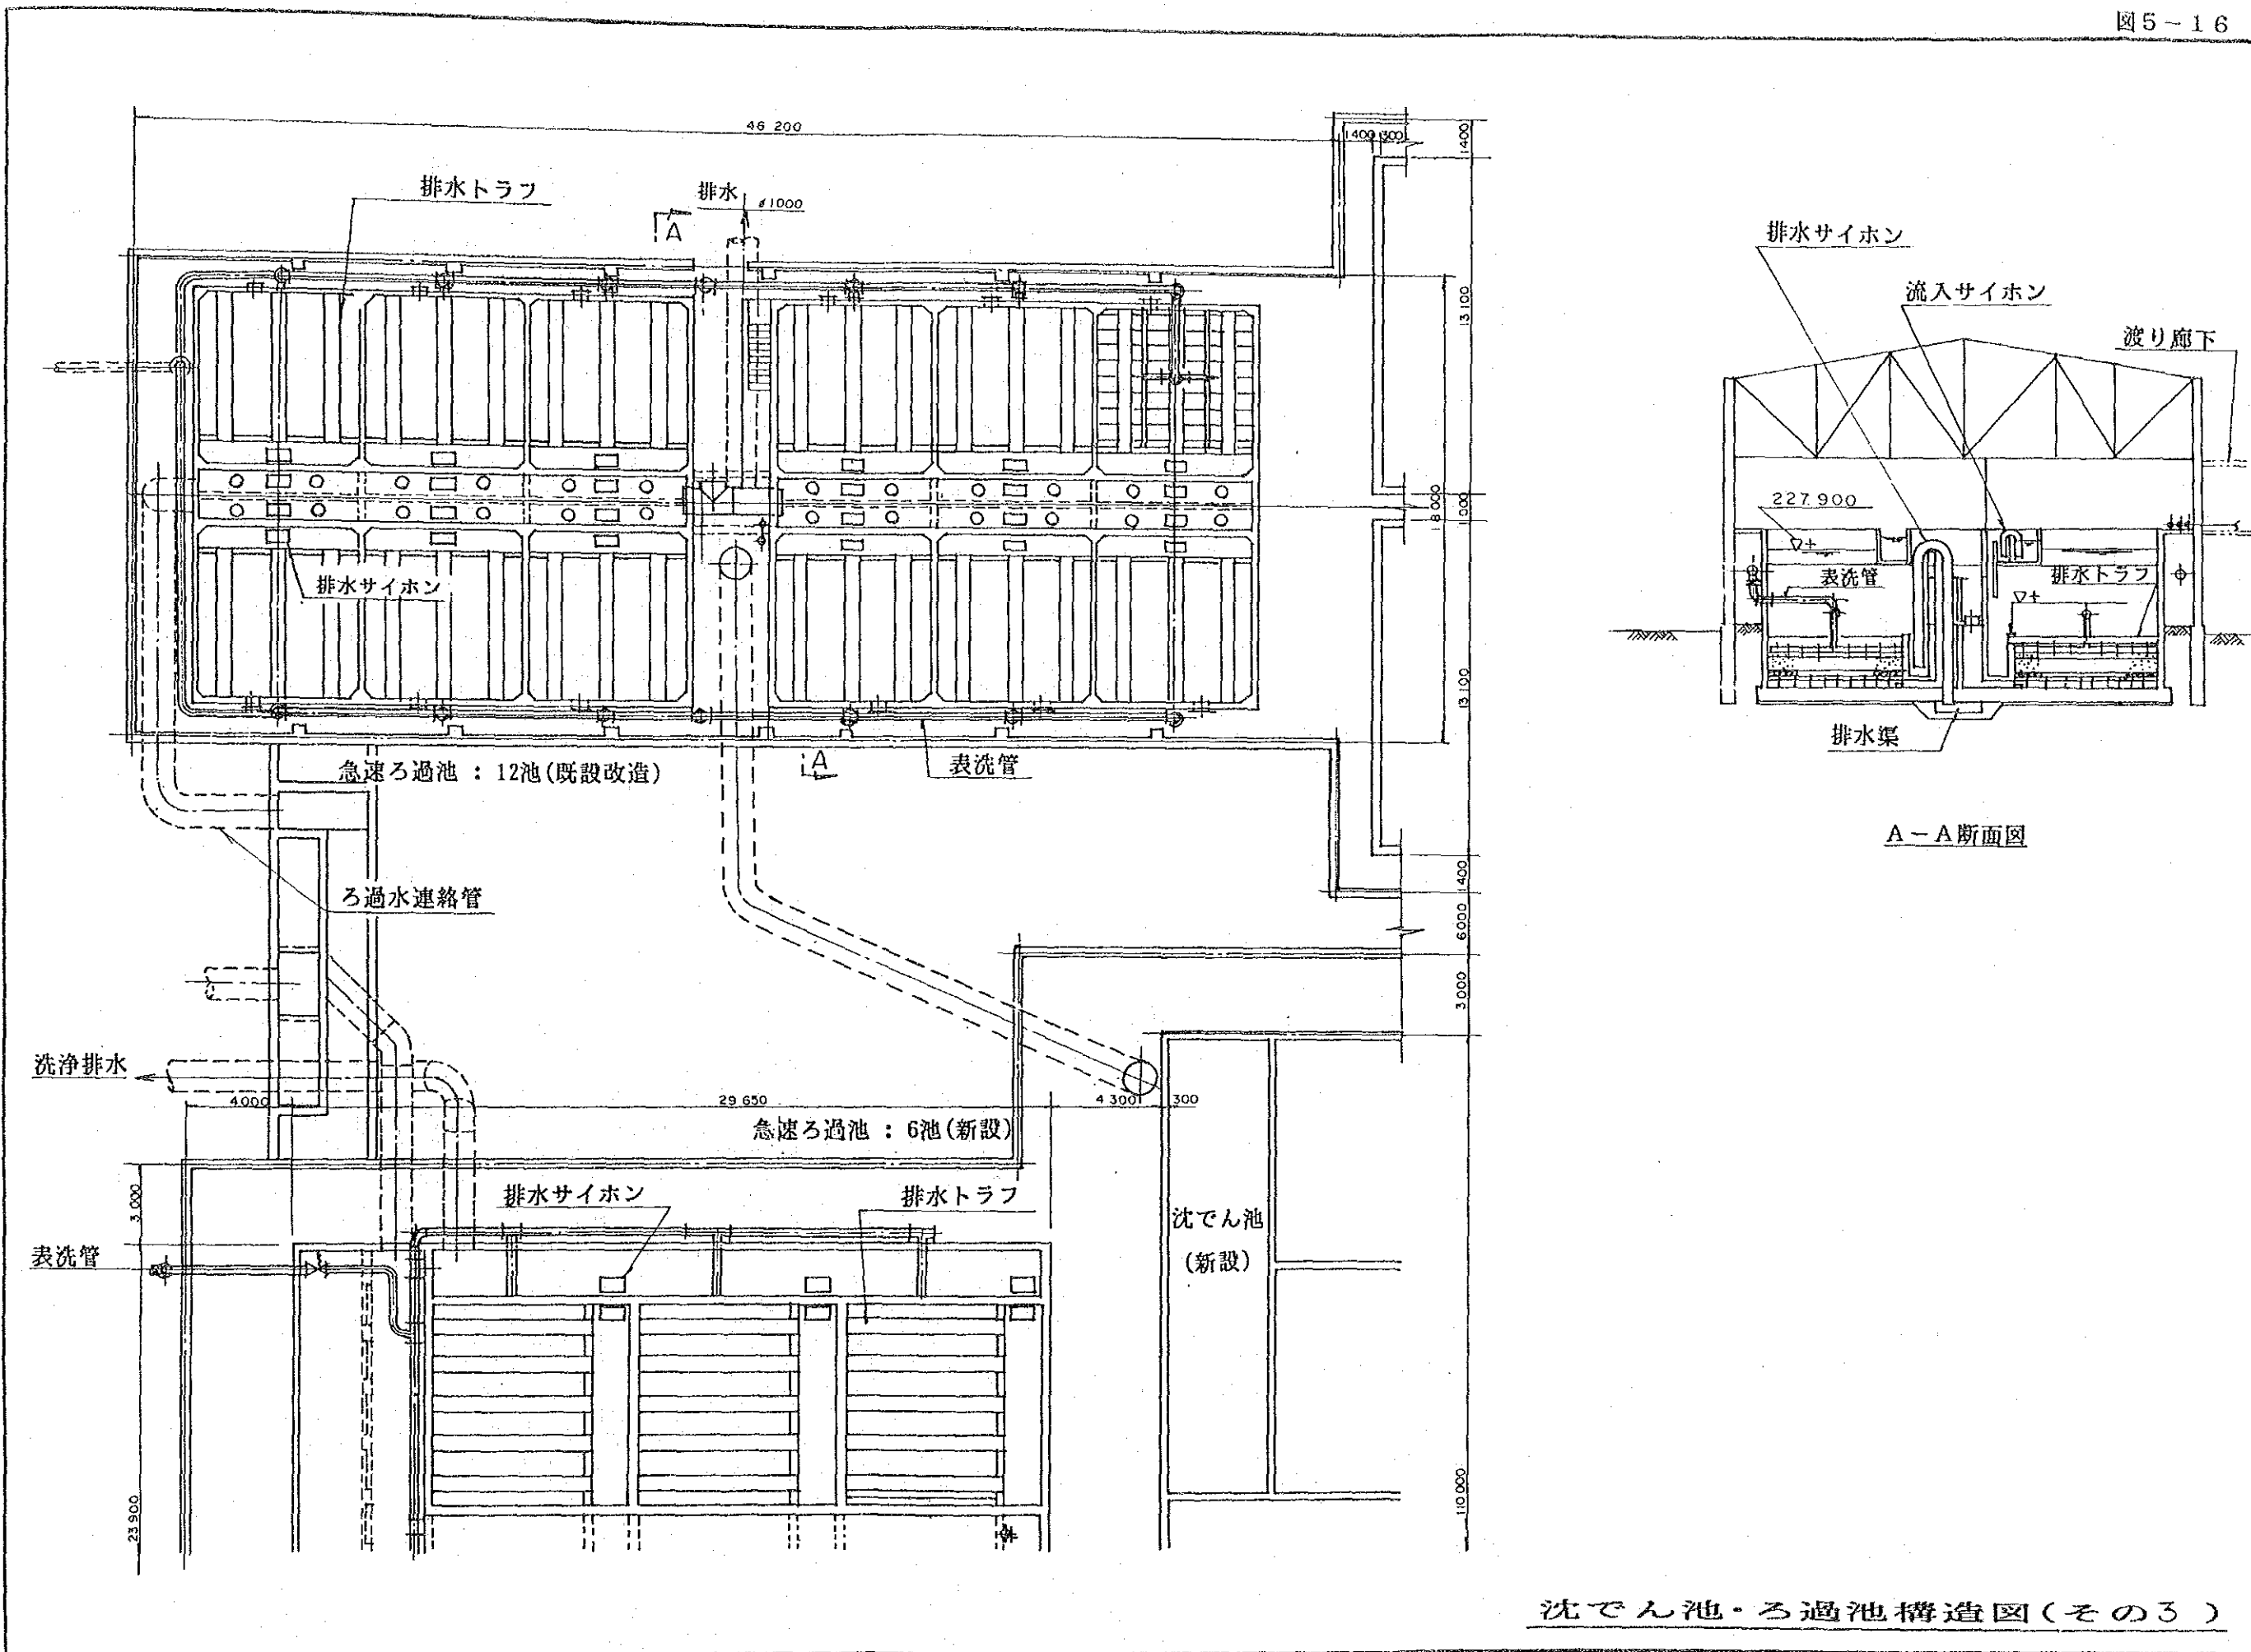 図5-16
46 200
1400
300
1400
排水トラフ
排水
ø1000
A
13 100
18 000
1000
13 100
排水サイホン
急速ろ過池 : 12池(既設改造)
A
表洗管
1400
6 000
3 000
ろ過水連絡管
洗浄排水
4 000
29 650
4 300
300
急速ろ過池 : 6池(新設)
3 000
排水サイホン
排水トラフ
沈でん池
(新設)
表洗管
23 900
110 000
排水サイホン
流入サイホン
渡り廊下
227.900
表洗管
排水トラフ
排水渠
A-A断面図
沈でん池・ろ過池構造図(その3)